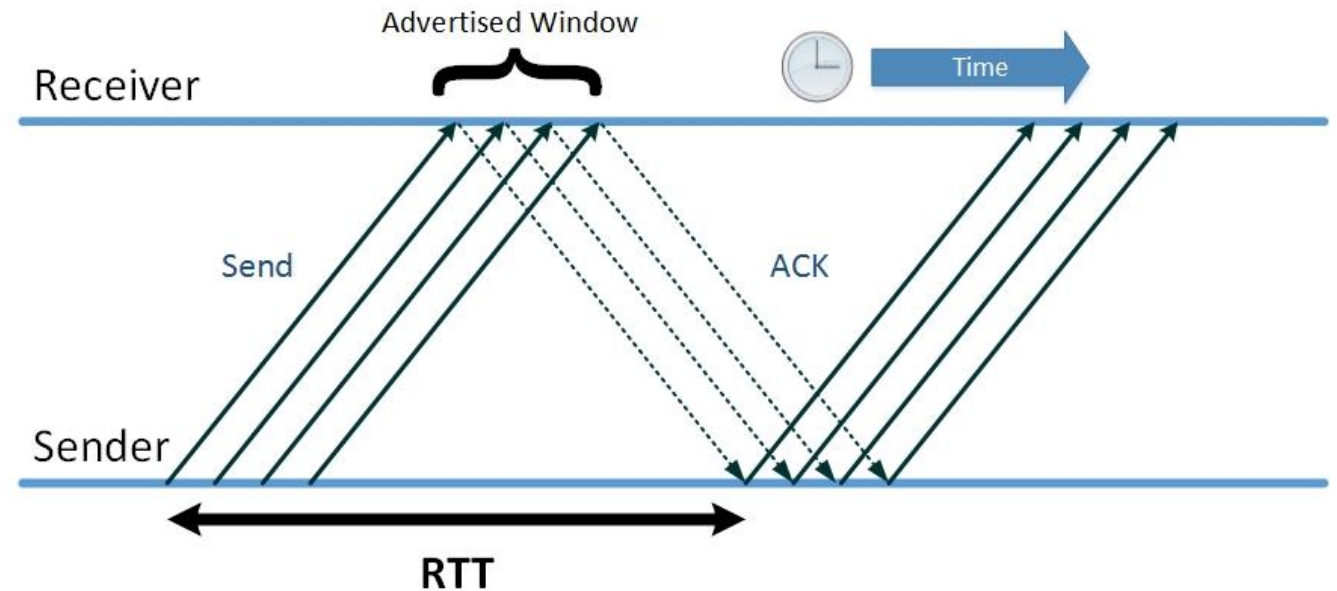 Advertised Window
Time
Receiver
Send
ACK
Sender
RTT